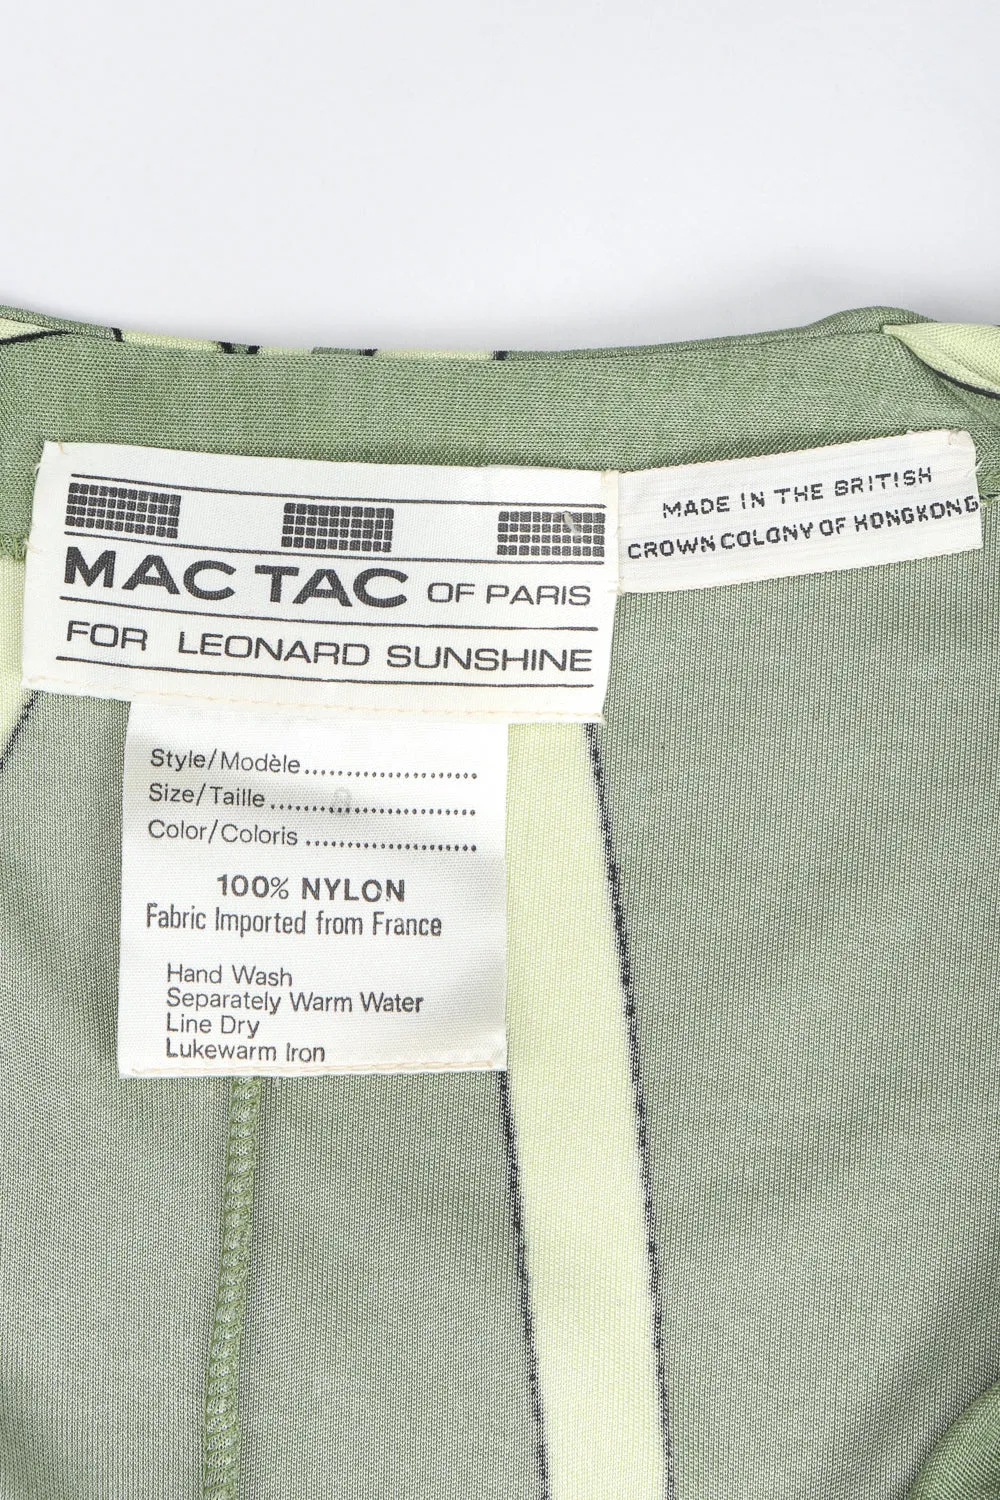 MAC TAC OF PARIS
FOR LEONARD SUNSHINE
MADE IN THE BRITISH
CROWN COLONY OF HONGKONG
Style/Modèle
Size/Taille
Color/Coloris
100% NYLON
Fabric Imported from France
Hand Wash
Separately Warm Water
Line Dry
Lukewarm Iron